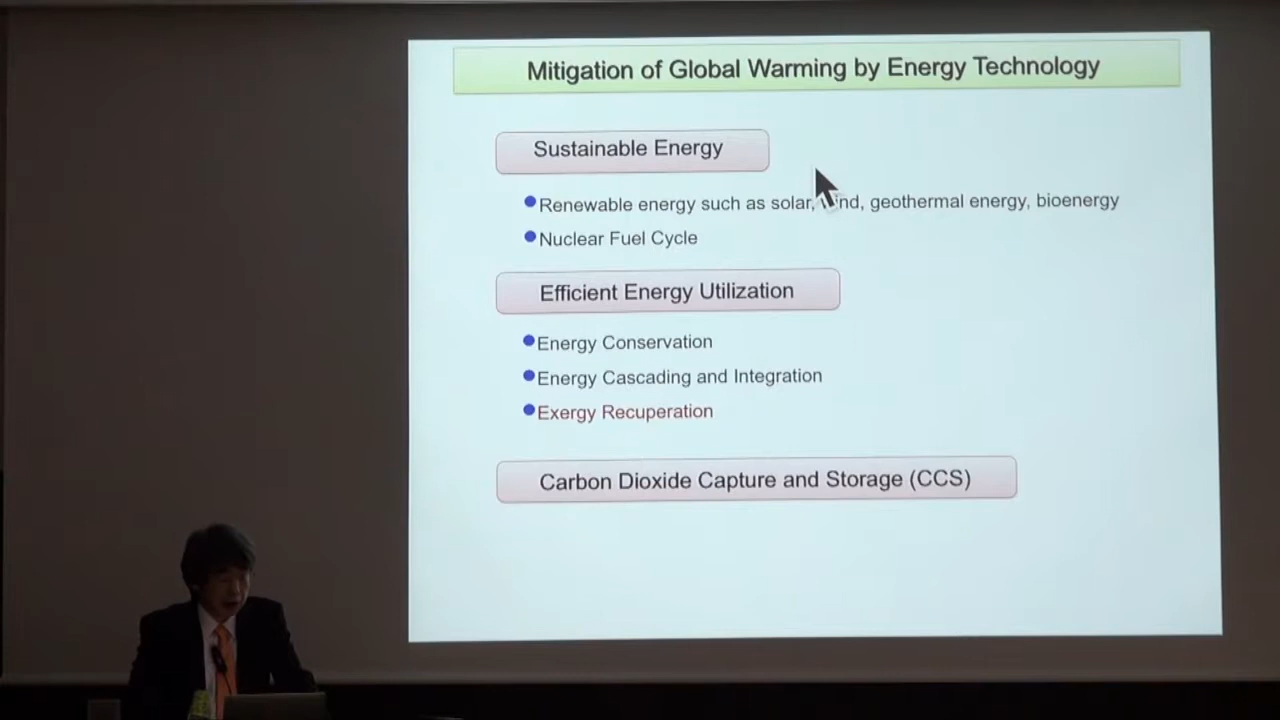 Mitigation of Global Warming by Energy Technology
Sustainable Energy
Renewable energy such as solar, wind, geothermal energy, bioenergy
Nuclear Fuel Cycle
Efficient Energy Utilization
Energy Conservation
Energy Cascading and Integration
Exergy Recuperation
Carbon Dioxide Capture and Storage (CCS)